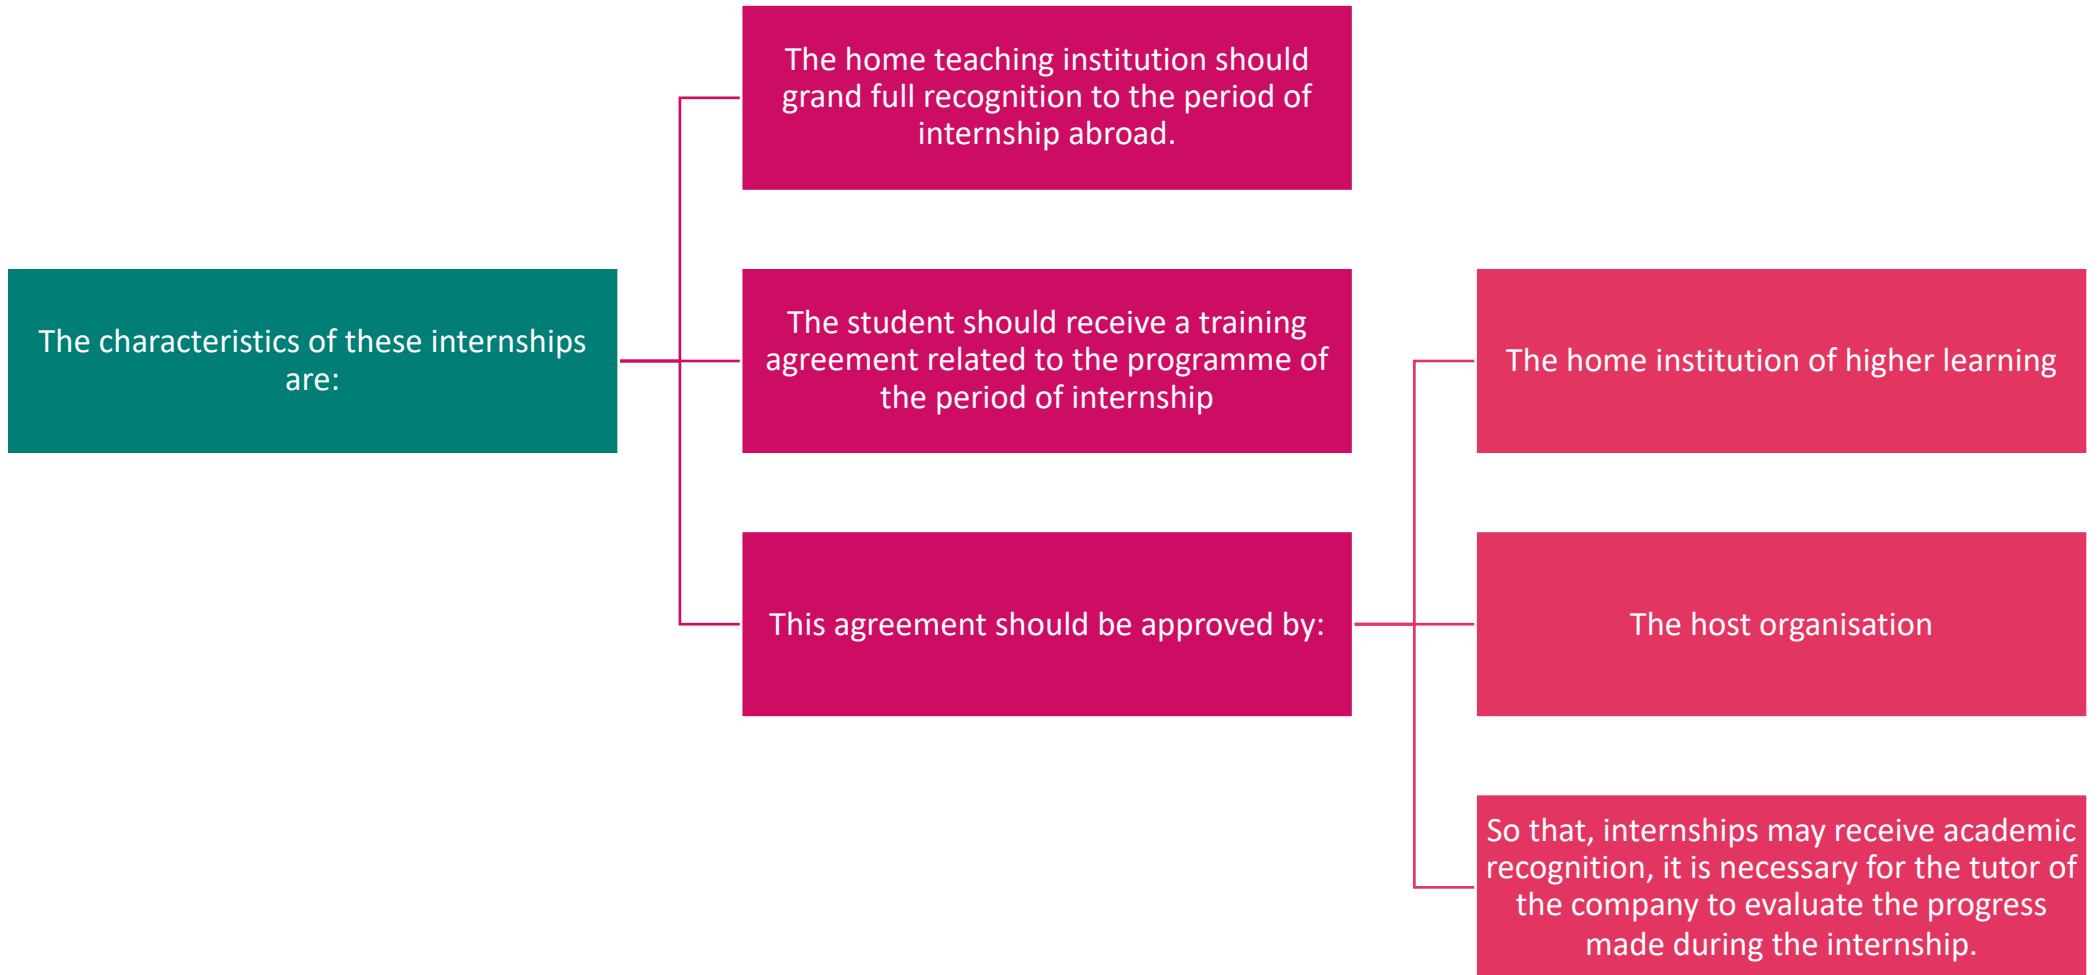 The characteristics of these internships
are:
The home teaching institution should
grand full recognition to the period of
internship abroad.
The student should receive a training
agreement related to the programme of
the period of internship
This agreement should be approved by:
The home institution of higher learning
The host organisation
So that, internships may receive academic
recognition, it is necessary for the tutor of
the company to evaluate the progress
made during the internship.